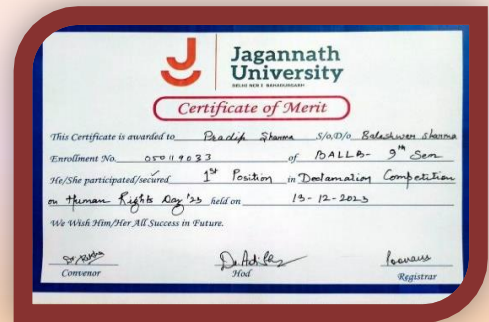 Jagannath
University
DELHI NCR I BAHADURGARH
Certificate of Merit
This Certificate is awarded to Pradip Sharma S/o,D/o Baleshwar Sharma
Enrollment No. 050119033 of BALLB- 9th Sem
He/She participated/secured 1st Position in Declamation Competition
on Human Rights Day '23 held on 13-12-2023
We Wish Him/Her All Success in Future.
Convenor Hod Registrar